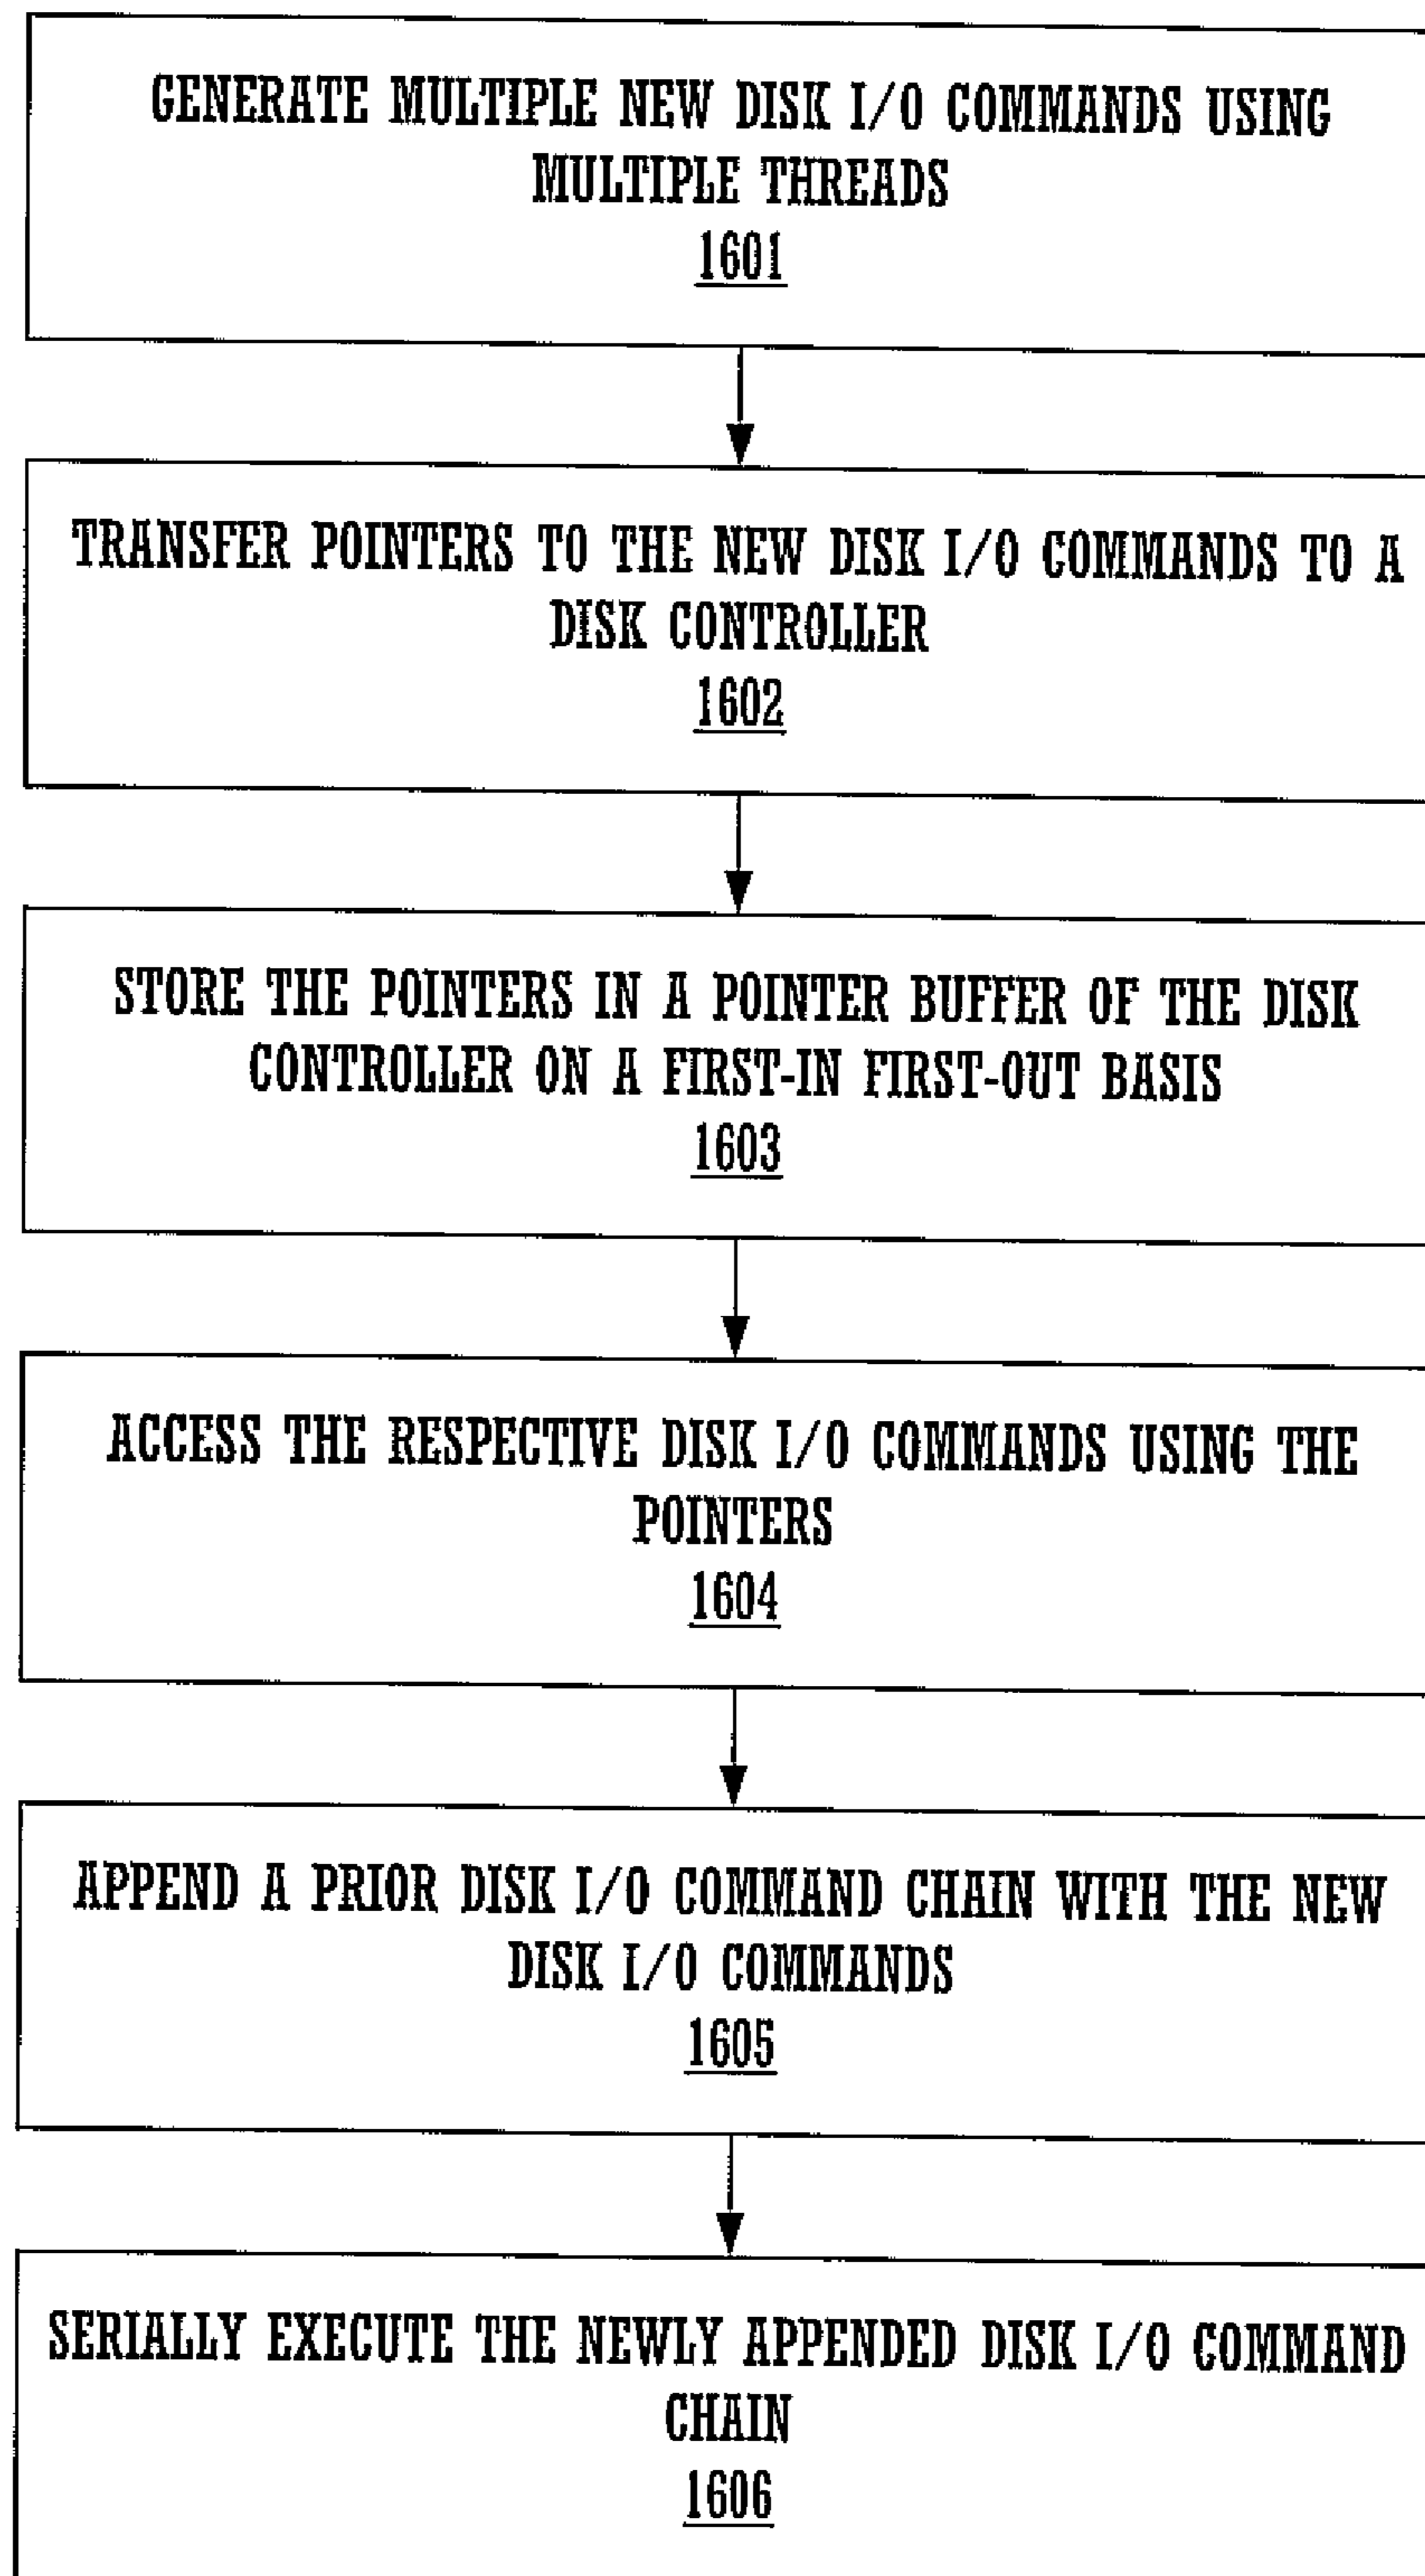 GENERATE MULTIPLE NEW DISK I/O COMMANDS USING
MULTIPLE THREADS
1601
TRANSFER POINTERS TO THE NEW DISK I/O COMMANDS TO A
DISK CONTROLLER
1602
STORE THE POINTERS IN A POINTER BUFFER OF THE DISK
CONTROLLER ON A FIRST-IN FIRST-OUT BASIS
1603
ACCESS THE RESPECTIVE DISK I/O COMMANDS USING THE
POINTERS
1604
APPEND A PRIOR DISK I/O COMMAND CHAIN WITH THE NEW
DISK I/O COMMANDS
1605
SERIALLY EXECUTE THE NEWLY APPENDED DISK I/O COMMAND
CHAIN
1606